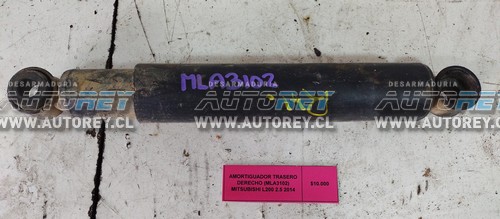 MLA3102
DESARMADURIA DESARMADURIA DESARMADURIA
AUTOREY AUTOREY AUTOREY
WWW.AUTOREY.CL WWW.AUTOREY.CL WWW.AUTOREY.CL
AMORTIGUADOR TRASERO
DERECHO (MLA3102)
MITSUBISHI L200 2.5 2014
$10.000